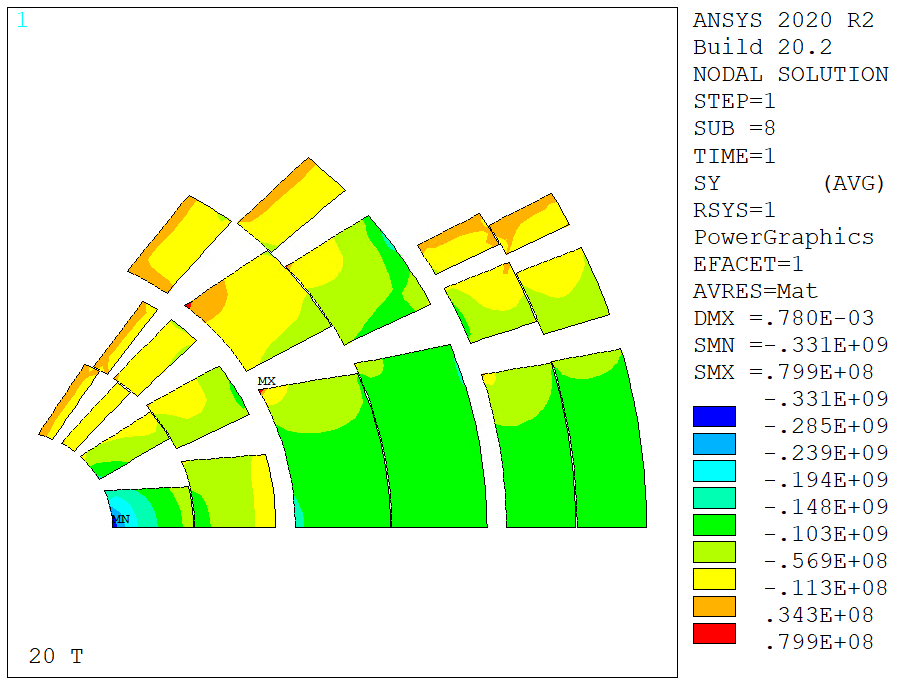 1
ANSYS 2020 R2
Build 20.2
NODAL SOLUTION
STEP=1
SUB =8
TIME=1
SY (AVG)
RSYS=1
PowerGraphics
EFACET=1
AVRES=Mat
DMX =.780E-03
SMN =-.331E+09
SMX =.799E+08
-.331E+09
-.285E+09
-.239E+09
-.194E+09
-.148E+09
-.103E+09
-.569E+08
-.113E+08
.343E+08
.799E+08
MX
MN
20 T